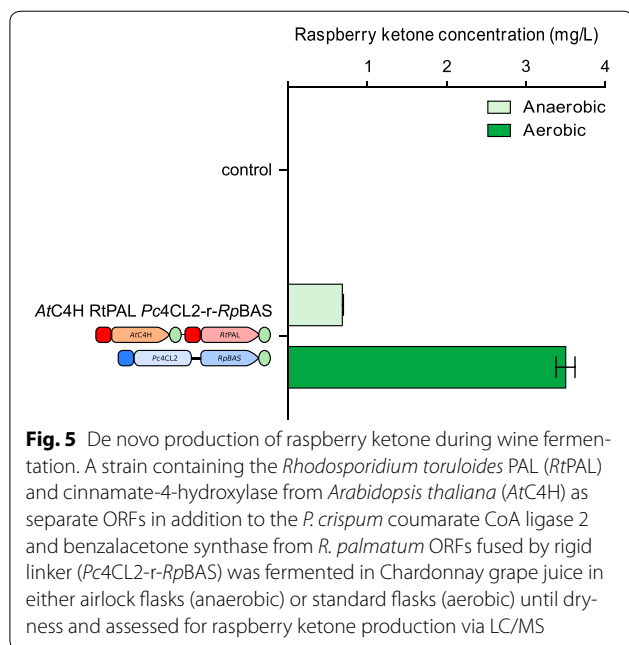 Raspberry ketone concentration (mg/L)
1 2 3 4
Anaerobic
Aerobic
control
AtC4H RtPAL Pc4CL2-r-RpBAS
AtC4H RtPAL
Pc4CL2 RpBAS
Fig. 5 De novo production of raspberry ketone during wine fermen-
tation. A strain containing the Rhodosporidium toruloides PAL (RtPAL)
and cinnamate-4-hydroxylase from Arabidopsis thaliana (AtC4H) as
separate ORFs in addition to the P. crispum coumarate CoA ligase 2
and benzalacetone synthase from R. palmatum ORFs fused by rigid
linker (Pc4CL2-r-RpBAS) was fermented in Chardonnay grape juice in
either airlock flasks (anaerobic) or standard flasks (aerobic) until dry-
ness and assessed for raspberry ketone production via LC/MS